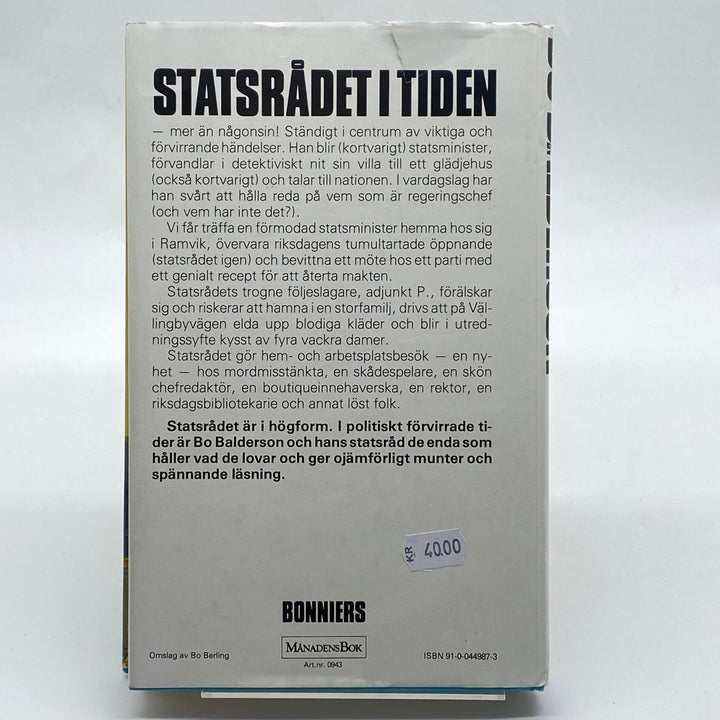 STATSRÅDET I TIDEN
— mer än någonsin! Ständigt i centrum av viktiga och
förvirrande händelser. Han blir (kortvarigt) statsminister,
förvandlar i detektiviskt nit sin villa till ett glädjehus
(också kortvarigt) och talar till nationen. I vardagslag har
han svårt att hålla reda på vem som är regeringschef
(och vem har inte det?).
Vi får träffa en förmodad statsminister hemma hos sig
i Ramvik, övervara riksdagens tumultartade öppnande
(statsrådet igen) och bevittna ett möte hos ett parti med
ett genialt recept för att återta makten.
Statsrådets trogne följeslagare, adjunkt P., förälskar
sig och riskerar att hamna i en storfamilj, drivs att på Väl-
lingbyvägen elda upp blodiga kläder och blir i utred-
ningssyfte kysst av fyra vackra damer.
Statsrådet gör hem- och arbetsplatsbesök — en ny-
het — hos mordmisstänkta, en skådespelare, en skön
chefredaktör, en boutiqueinnehaverska, en rektor, en
riksdagsbibliotekarie och annat löst folk.
Statsrådet är i högform. I politiskt förvirrade ti-
der är Bo Balderson och hans statsråd de enda som
håller vad de lovar och ger ojämförligt munter och
spännande läsning.
KR 40.00
BONNIERS
Omslag av Bo Berling
MÅNADENSBOK
Art.nr. 0943
ISBN 91-0-044987-3